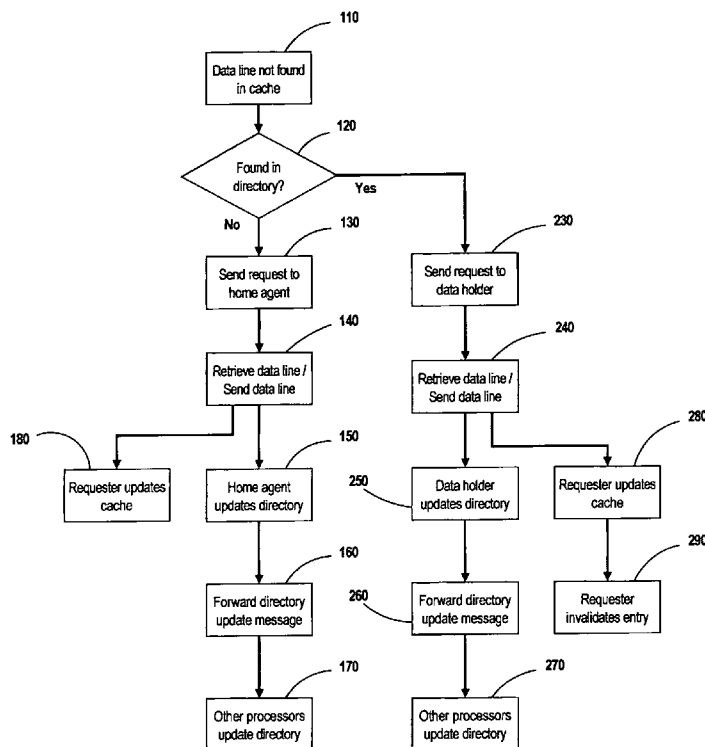 110
Data line not found
in cache
120
Found in
directory?
Yes
No
130
230
Send request to
home agent
Send request to
data holder
140
240
Retrieve data line /
Send data line
Retrieve data line /
Send data line
180
150
280
Requester updates
cache
Home agent
updates directory
250
Data holder
updates directory
Requester updates
cache
160
290
Forward directory
update message
260
Forward directory
update message
Requester
invalidates entry
170
270
Other processors
update directory
Other processors
update directory